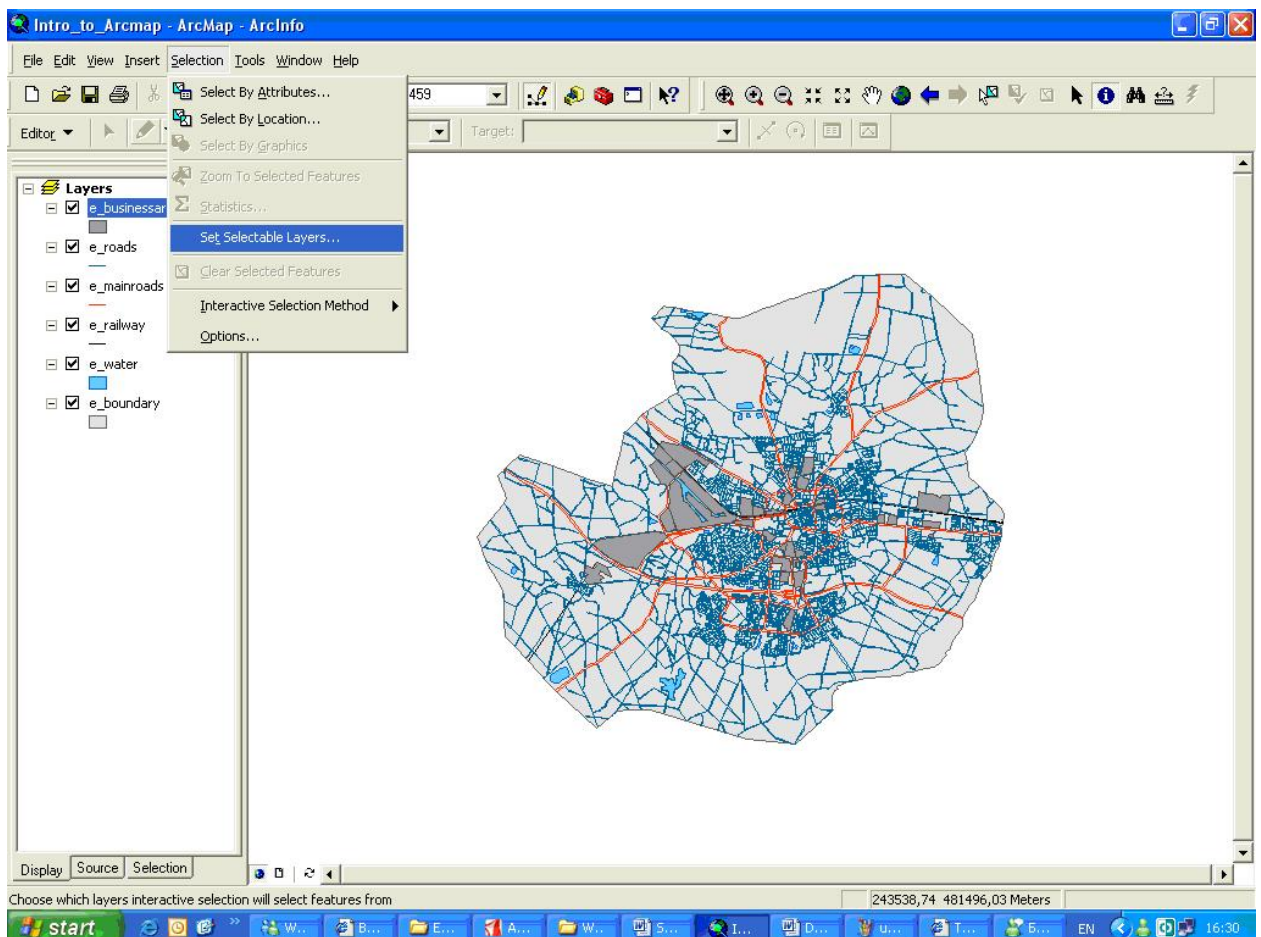 Intro_to_Arcmap - ArcMap - ArcInfo
File Edit View Insert Selection Tools Window Help
459
Editor
Target:
Select By Attributes...
Select By Location...
Select By Graphics
Zoom To Selected Features
Statistics...
Set Selectable Layers...
Clear Selected Features
Interactive Selection Method
Options...
Layers
e_businessar
e_roads
e_mainroads
e_railway
e_water
e_boundary
Display Source Selection
Choose which layers interactive selection will select features from
243538,74 481496,03 Meters
start W... B... E... A... W... S... I... D... u... T... Б... EN 16:30